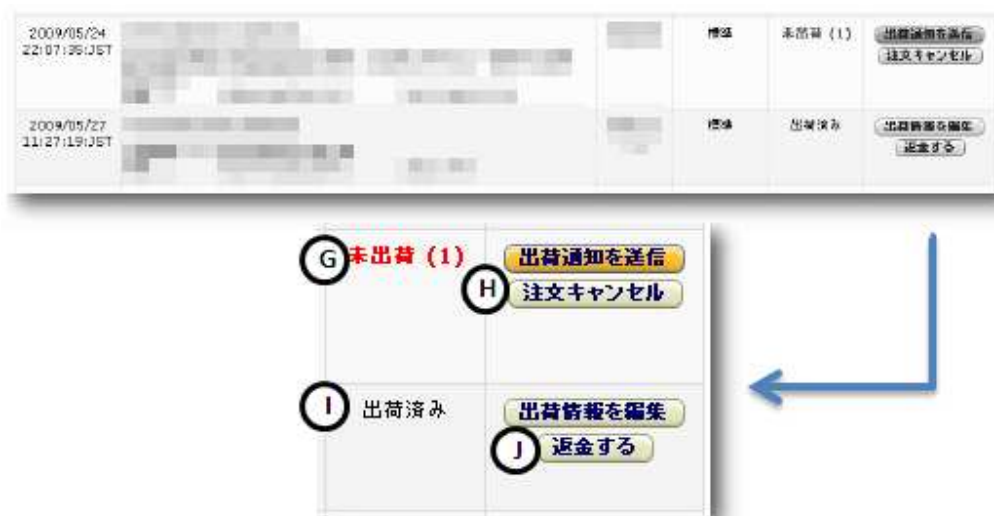 2009/05/24
22:07:35:JST
標準
未出荷 (1)
出荷通知を送信
注文キャンセル
2009/05/27
11:27:19:JST
標準
出荷済み
出荷情報を編集
返金する
G
未出荷 (1)
出荷通知を送信
H
注文キャンセル
I
出荷済み
出荷情報を編集
J
返金する